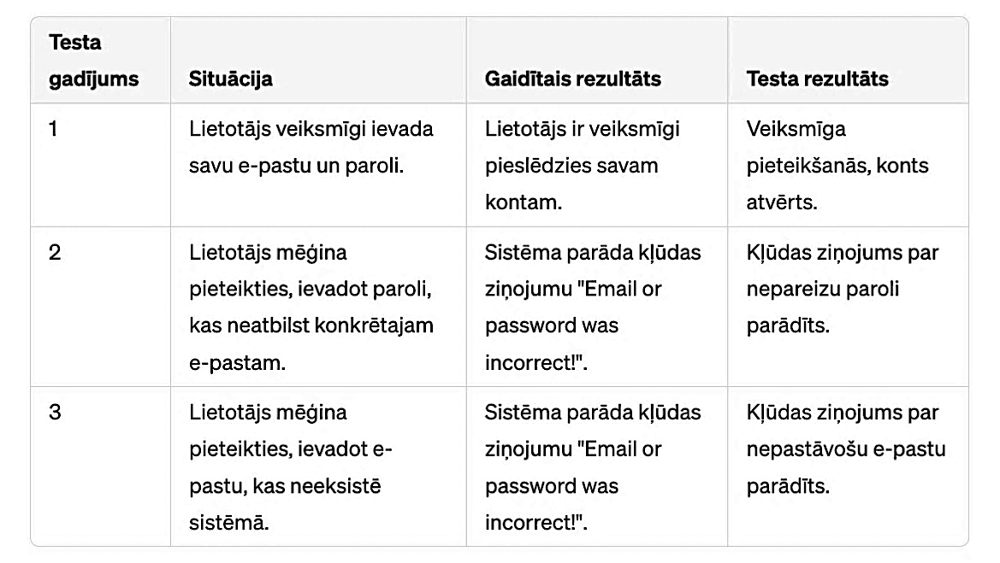 Testa
gadījums
Situācija
Gaidītais rezultāts
Testa rezultāts
1
Lietotājs veiksmīgi ievada
savu e-pastu un paroli.
Lietotājs ir veiksmīgi
pieslēdzies savam
kontam.
Veiksmīga
pieteikšanās, konts
atvērts.
2
Lietotājs mēģina
pieteikties, ievadot paroli,
kas neatbilst konkrētajam
e-pastam.
Sistēma parāda kļūdas
ziņojumu "Email or
password was
incorrect!".
Kļūdas ziņojums par
nepareizu paroli
parādīts.
3
Lietotājs mēģina
pieteikties, ievadot e-
pastu, kas neeksistē
sistēmā.
Sistēma parāda kļūdas
ziņojumu "Email or
password was
incorrect!".
Kļūdas ziņojums par
nepastāvošu e-pastu
parādīts.